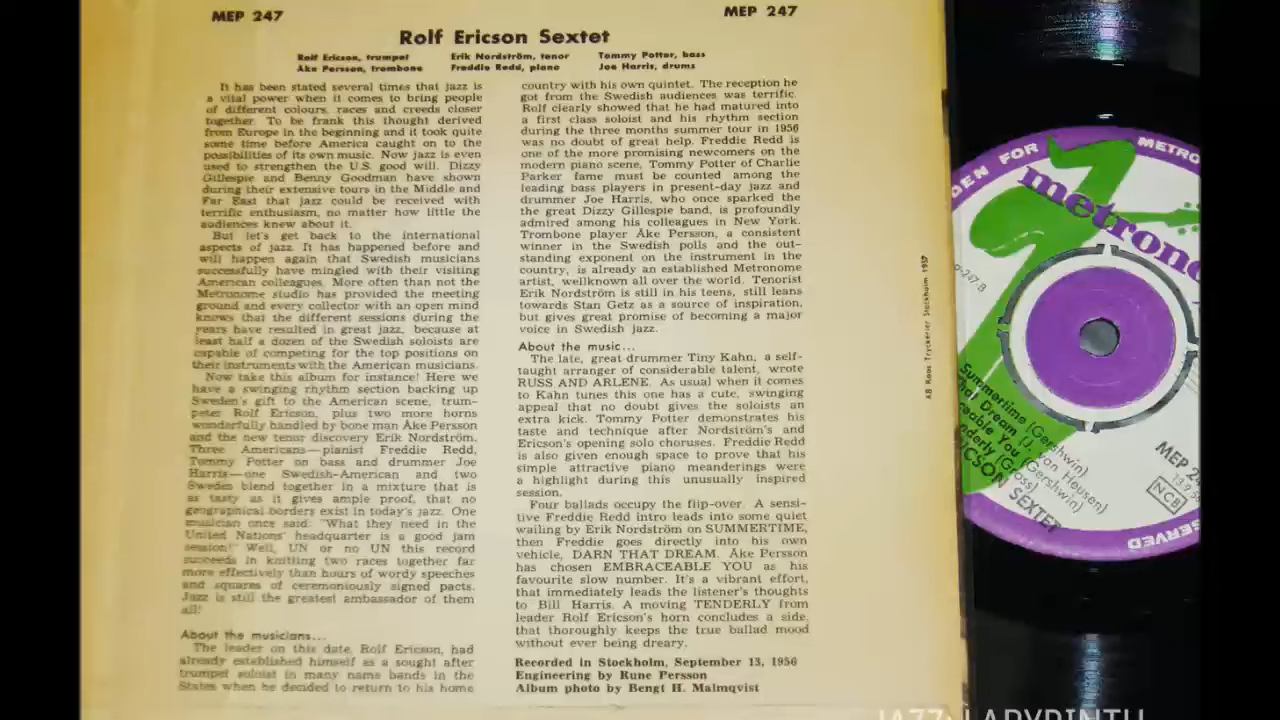 MEP 247
MEP 247
Rolf Ericson Sextet
Rolf Ericson, trumpet
Åke Persson, trombone
Erik Nordström, tenor
Freddie Redd, piano
Tommy Potter, bass
Joe Harris, drums
It has been stated several times that jazz is
a vital power when it comes to bring people
of different colours, races and creeds closer
together. To be frank this thought derived
from Europe in the beginning and it took quite
some time before America caught on to the
possibilities of its own music. Now jazz is even
used to strengthen the U.S. good will. Dizzy
Gillespie and Benny Goodman have shown
during their extensive tours in the Middle and
Far East that jazz could be received with
terrific enthusiasm, no matter how little the
audiences knew about it.
But let's get back to the international
aspects of jazz. It has happened before and
will happen again that Swedish musicians
successfully have mingled with their visiting
American colleagues. More often than not the
Metronome studio has provided the meeting
ground and every collector with an open mind
knows that the different sessions during the
years have resulted in great jazz, because at
least half a dozen of the Swedish soloists are
capable of competing for the top positions on
their instruments with the American musicians.
Now take this album for instance! Here we
have a swinging rhythm section backing up
Sweden's gift to the American scene, trum-
peter Rolf Ericson, plus two more horns
wonderfully handled by bone man Åke Persson
and the new tenor discovery Erik Nordström.
Three Americans—pianist Freddie Redd,
Tommy Potter on bass and drummer Joe
Harris—one Swedish-American and two
Swedes blend together in a mixture that is
as tasty as it gives ample proof, that no
geographical borders exist in today's jazz. One
musician once said: "What they need in the
United Nations' headquarter is a good jam
session!" Well, UN or no UN this record
succeeds in knitting two races together far
more effectively than hours of wordy speeches
and squares of ceremoniously signed pacts.
Jazz is still the greatest ambassador of them
all!
About the musicians...
The leader on this date, Rolf Ericson, had
already established himself as a sought after
trumpet soloist in many name bands in the
States when he decided to return to his home
country with his own quintet. The reception he
got from the Swedish audiences was terrific.
Rolf clearly showed that he had matured into
a first class soloist and his rhythm section
during the three months summer tour in 1956
was no doubt of great help. Freddie Redd is
one of the more promising newcomers on the
modern piano scene, Tommy Potter of Charlie
Parker fame must be counted among the
leading bass players in present-day jazz and
drummer Joe Harris, who once sparked the
the great Dizzy Gillespie band, is profoundly
admired among his colleagues in New York.
Trombone player Åke Persson, a consistent
winner in the Swedish polls and the out-
standing exponent on the instrument in the
country, is already an established Metronome
artist, wellknown all over the world. Tenorist
Erik Nordström is still in his teens, still leans
towards Stan Getz as a source of inspiration,
but gives great promise of becoming a major
voice in Swedish jazz.
About the music...
The late, great drummer Tiny Kahn, a self-
taught arranger of considerable talent, wrote
RUSS AND ARLENE. As usual when it comes
to Kahn tunes this one has a cute, swinging
appeal that no doubt gives the soloists an
extra kick. Tommy Potter demonstrates his
taste and technique after Nordström's and
Ericson's opening solo choruses. Freddie Redd
is also given enough space to prove that his
simple attractive piano meanderings were
a highlight during this unusually inspired
session.
Four ballads occupy the flip-over. A sensi-
tive Freddie Redd intro leads into some quiet
wailing by Erik Nordström on SUMMERTIME,
then Freddie goes directly into his own
vehicle, DARN THAT DREAM. Åke Persson
has chosen EMBRACEABLE YOU as his
favourite slow number. It's a vibrant effort,
that immediately leads the listener's thoughts
to Bill Harris. A moving TENDERLY from
leader Rolf Ericson's horn concludes a side,
that thoroughly keeps the true ballad mood
without ever being dreary.
Recorded in Stockholm, September 13, 1956
Engineering by Rune Persson
Album photo by Bengt H. Malmqvist
AB Koos Tryckerier Stockholm 1957
DEN FOR METRO
metrono
-247-B
Summertime (Gershwin)
That Dream (J. Van Heusen)
eable You (Gershwin)
nderly (Gross)
ICSON SEXTET
MEP 24
13.9.56
NCB
SERVED
JAZZ LABYRINTH